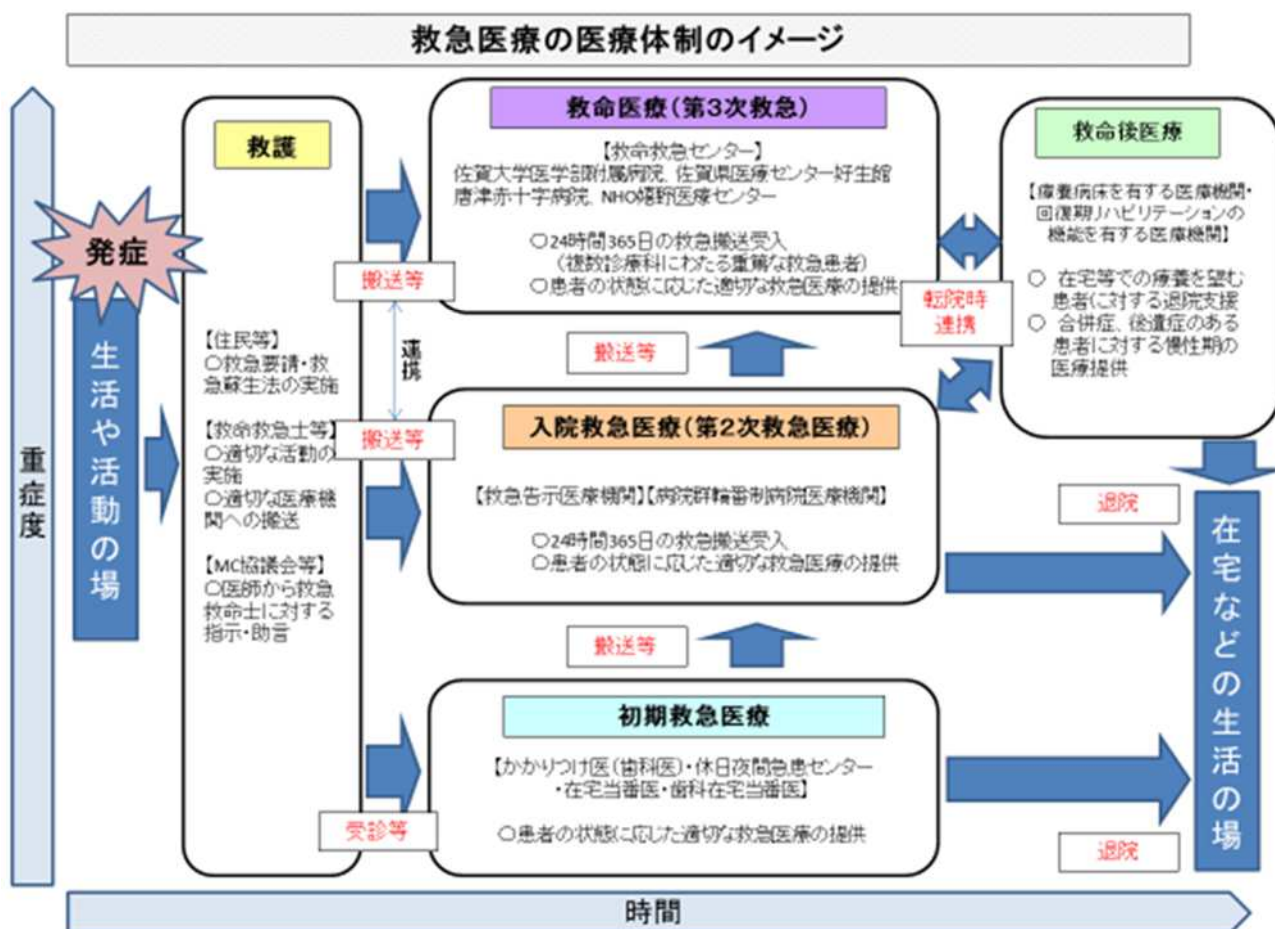 救急医療の医療体制のイメージ
重症度
発症
生活や活動の場
救護
【住民等】
○救急要請・救
急蘇生法の実施
【救命救急士等】
○適切な活動の
実施
○適切な医療機
関への搬送
【MC協議会等】
○医師から救急
救命士に対する
指示・助言
搬送等
連携
搬送等
受診等
救命医療(第3次救急)
【救命救急センター】
佐賀大学医学部附属病院、佐賀県医療センター好生館
唐津赤十字病院、NHO嬉野医療センター
○24時間365日の救急搬送受入
(複数診療科にわたる重篤な救急患者)
○患者の状態に応じた適切な救急医療の提供
搬送等
入院救急医療(第2次救急医療)
【救急告示医療機関】【病院群輪番制病院医療機関】
○24時間365日の救急搬送受入
○患者の状態に応じた適切な救急医療の提供
搬送等
初期救急医療
【かかりつけ医(歯科医)・休日夜間急患センター
・在宅当番医・歯科在宅当番医】
○患者の状態に応じた適切な救急医療の提供
転院時
連携
救命後医療
【療養病床を有する医療機関・
回復期リハビリテーションの
機能を有する医療機関】
○ 在宅等での療養を望む
患者に対する退院支援
○ 合併症、後遺症のある
患者に対する慢性期の
医療提供
退院
退院
在宅などの生活の場
時間